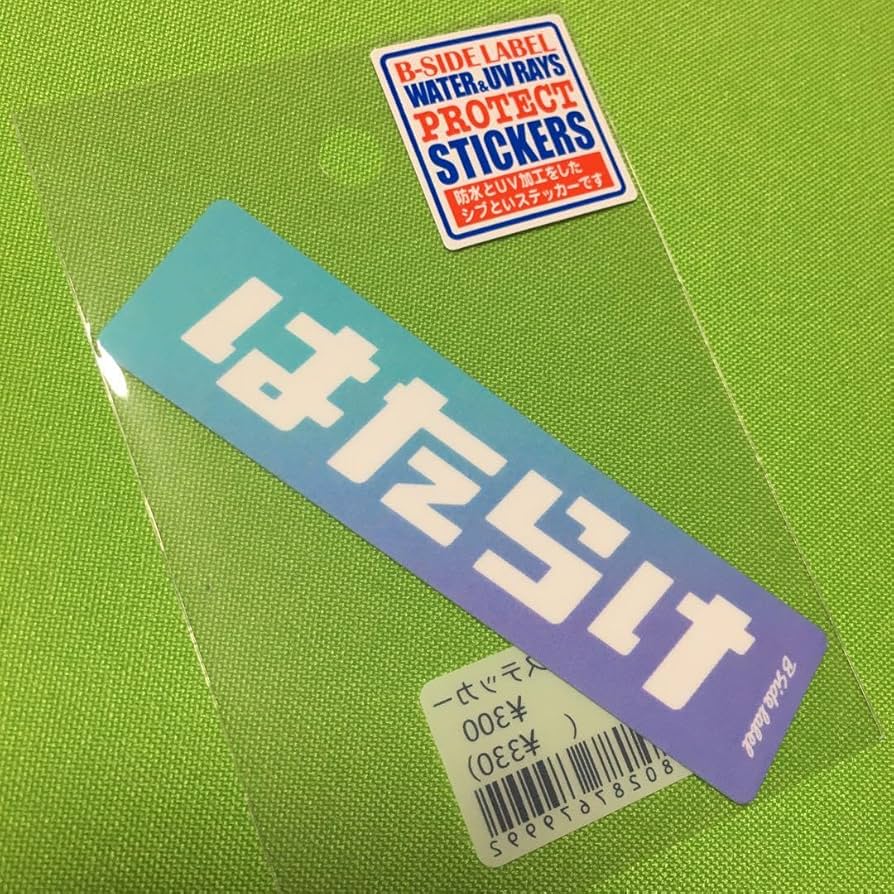 B-SIDE LABEL
WATER&UVRAYS
PROTECT
STICKERS
防水とUV加工をした
シブといステッカーです
はたらけ
B-Side Label
ステッカー
¥300
( ¥330)